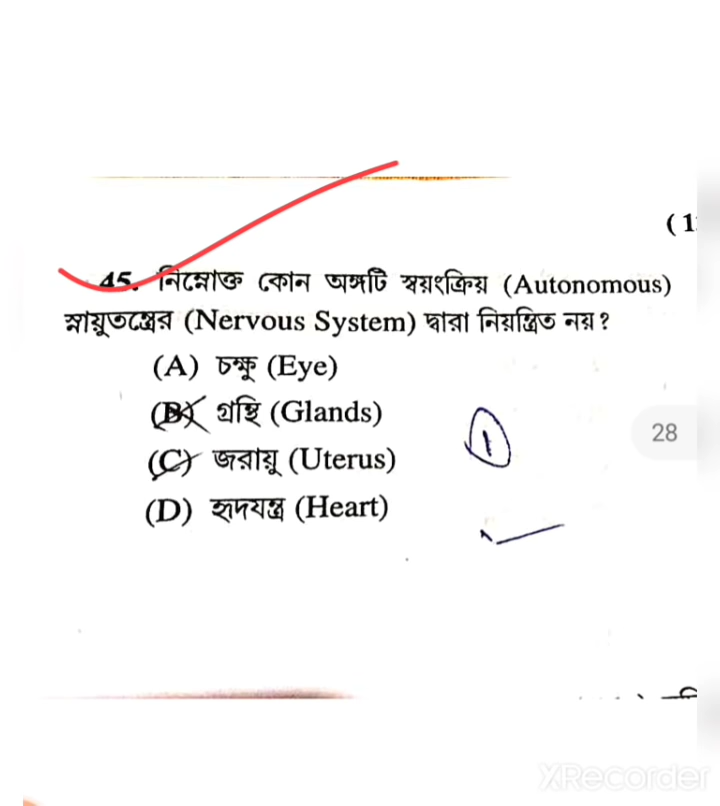 (1
45. নিম্নোক্ত কোন অঙ্গটি স্বয়ংক্রিয় (Autonomous)
স্নায়ুতন্ত্রের (Nervous System) দ্বারা নিয়ন্ত্রিত নয়?
(A) চক্ষু (Eye)
(B) গ্রন্থি (Glands)
(C) জরায়ু (Uterus)
(D) হৃদযন্ত্র (Heart)
1
28
XRecorder